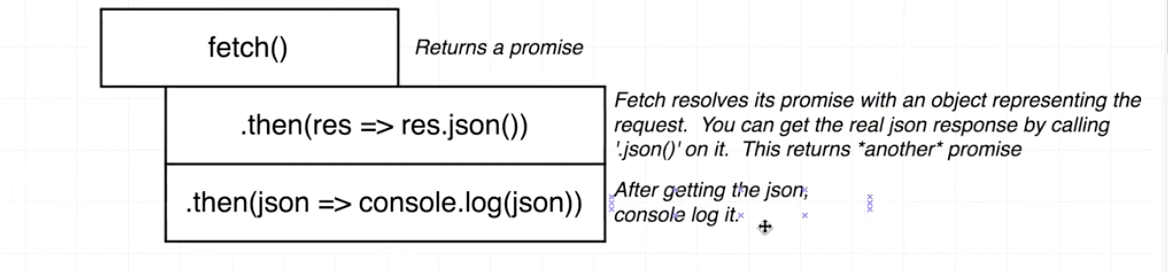 fetch()
Returns a promise
.then(res => res.json())
Fetch resolves its promise with an object representing the
request.  You can get the real json response by calling
'.json()' on it.  This returns *another* promise
.then(json => console.log(json))
After getting the json,
console log it.